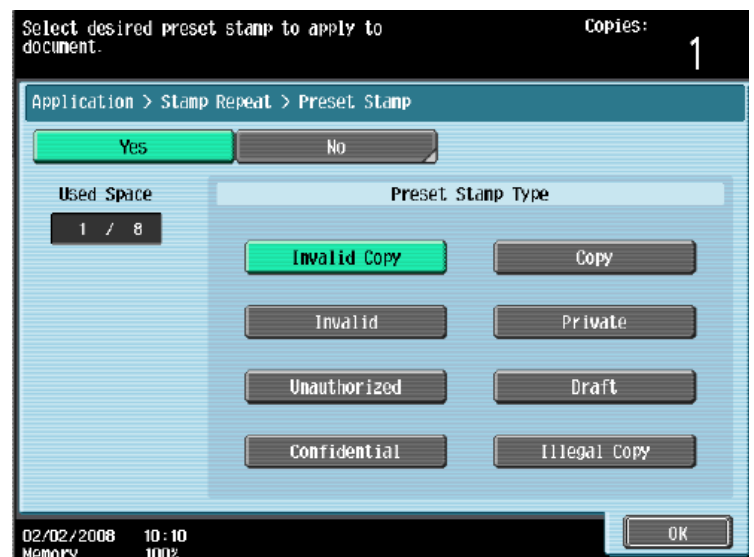 Select desired preset stamp to apply to
document.
Copies:
1
Application > Stamp Repeat > Preset Stamp
Yes
No
Used Space
1 / 8
Preset Stamp Type
Invalid Copy
Copy
Invalid
Private
Unauthorized
Draft
Confidential
Illegal Copy
02/02/2008 10:10
Memory 100%
OK